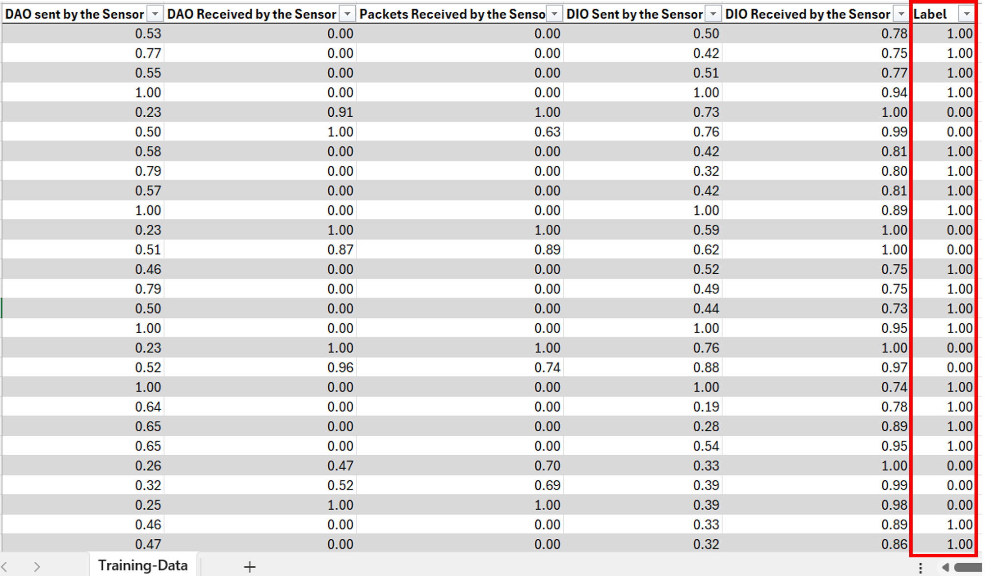 DAO sent by the Sensor DAO Received by the Sensor Packets Received by the Senso DIO Sent by the Sensor DIO Received by the Sensor Label
0.53 0.00 0.00 0.50 0.78 1.00
0.77 0.00 0.00 0.42 0.75 1.00
0.55 0.00 0.00 0.51 0.77 1.00
1.00 0.00 0.00 1.00 0.94 1.00
0.23 0.91 1.00 0.73 1.00 0.00
0.50 1.00 0.63 0.76 0.99 0.00
0.58 0.00 0.00 0.42 0.81 1.00
0.79 0.00 0.00 0.32 0.80 1.00
0.57 0.00 0.00 0.42 0.81 1.00
1.00 0.00 0.00 1.00 0.89 1.00
0.23 1.00 1.00 0.59 1.00 0.00
0.51 0.87 0.89 0.62 1.00 0.00
0.46 0.00 0.00 0.52 0.75 1.00
0.79 0.00 0.00 0.49 0.75 1.00
0.50 0.00 0.00 0.44 0.73 1.00
1.00 0.00 0.00 1.00 0.95 1.00
0.23 1.00 1.00 0.76 1.00 0.00
0.52 0.96 0.74 0.88 0.97 0.00
1.00 0.00 0.00 1.00 0.74 1.00
0.64 0.00 0.00 0.19 0.78 1.00
0.65 0.00 0.00 0.28 0.89 1.00
0.65 0.00 0.00 0.54 0.95 1.00
0.26 0.47 0.70 0.33 1.00 0.00
0.32 0.52 0.69 0.39 0.99 0.00
0.25 1.00 1.00 0.39 0.98 0.00
0.46 0.00 0.00 0.33 0.89 1.00
0.47 0.00 0.00 0.32 0.86 1.00
Training-Data